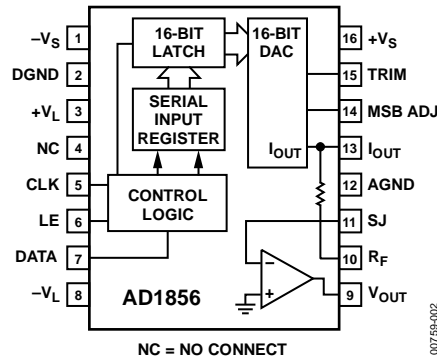 –VS 1
DGND 2
+VL 3
NC 4
CLK 5
LE 6
DATA 7
–VL 8
16-BIT
LATCH
SERIAL
INPUT
REGISTER
CONTROL
LOGIC
16-BIT
DAC
IOUT
AD1856
16 +VS
15 TRIM
14 MSB ADJ
13 IOUT
12 AGND
11 SJ
10 RF
9 VOUT
–
+
NC = NO CONNECT
00759-002